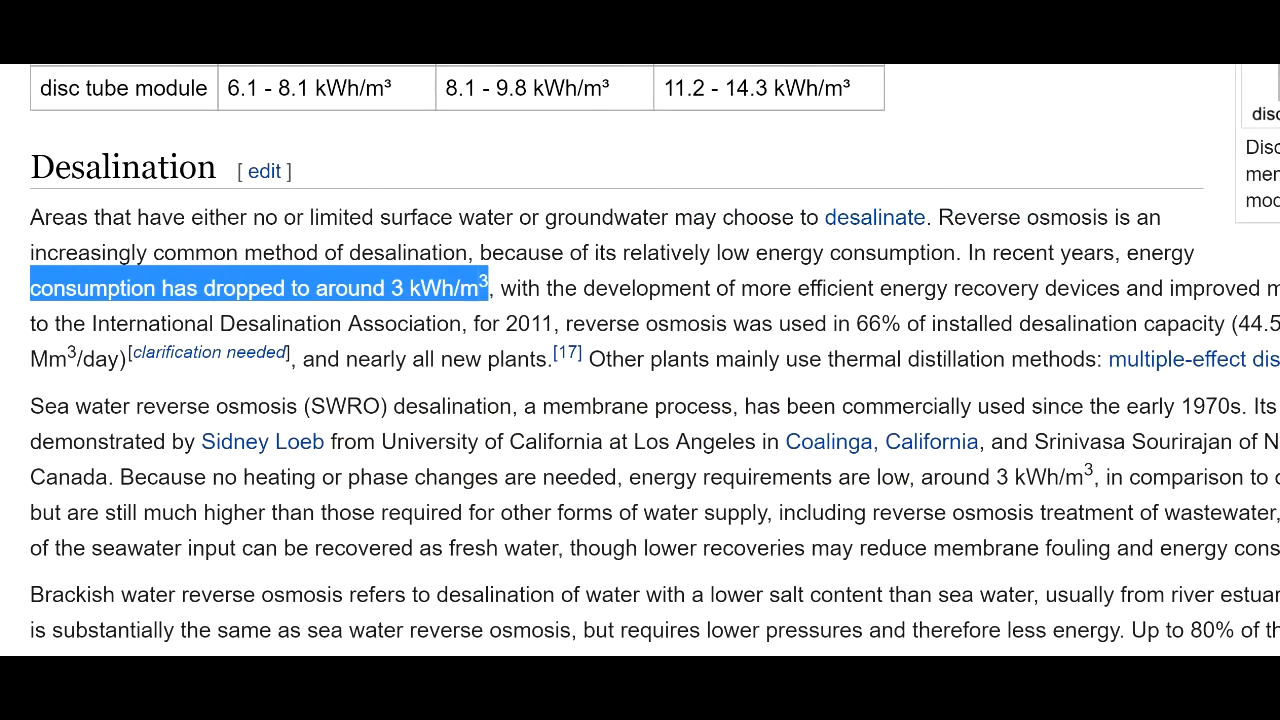 disc tube module 6.1 - 8.1 kWh/m³ 8.1 - 9.8 kWh/m³ 11.2 - 14.3 kWh/m³
Desalination [ edit ]
Areas that have either no or limited surface water or groundwater may choose to desalinate. Reverse osmosis is an
increasingly common method of desalination, because of its relatively low energy consumption. In recent years, energy
consumption has dropped to around 3 kWh/m³, with the development of more efficient energy recovery devices and improved
to the International Desalination Association, for 2011, reverse osmosis was used in 66% of installed desalination capacity (44.5
Mm³/day)[clarification needed], and nearly all new plants.[17] Other plants mainly use thermal distillation methods: multiple-effect
Sea water reverse osmosis (SWRO) desalination, a membrane process, has been commercially used since the early 1970s. Its
demonstrated by Sidney Loeb from University of California at Los Angeles in Coalinga, California, and Srinivasa Sourirajan of
Canada. Because no heating or phase changes are needed, energy requirements are low, around 3 kWh/m³, in comparison to
but are still much higher than those required for other forms of water supply, including reverse osmosis treatment of wastewater,
of the seawater input can be recovered as fresh water, though lower recoveries may reduce membrane fouling and energy
Brackish water reverse osmosis refers to desalination of water with a lower salt content than sea water, usually from river
is substantially the same as sea water reverse osmosis, but requires lower pressures and therefore less energy. Up to 80% of